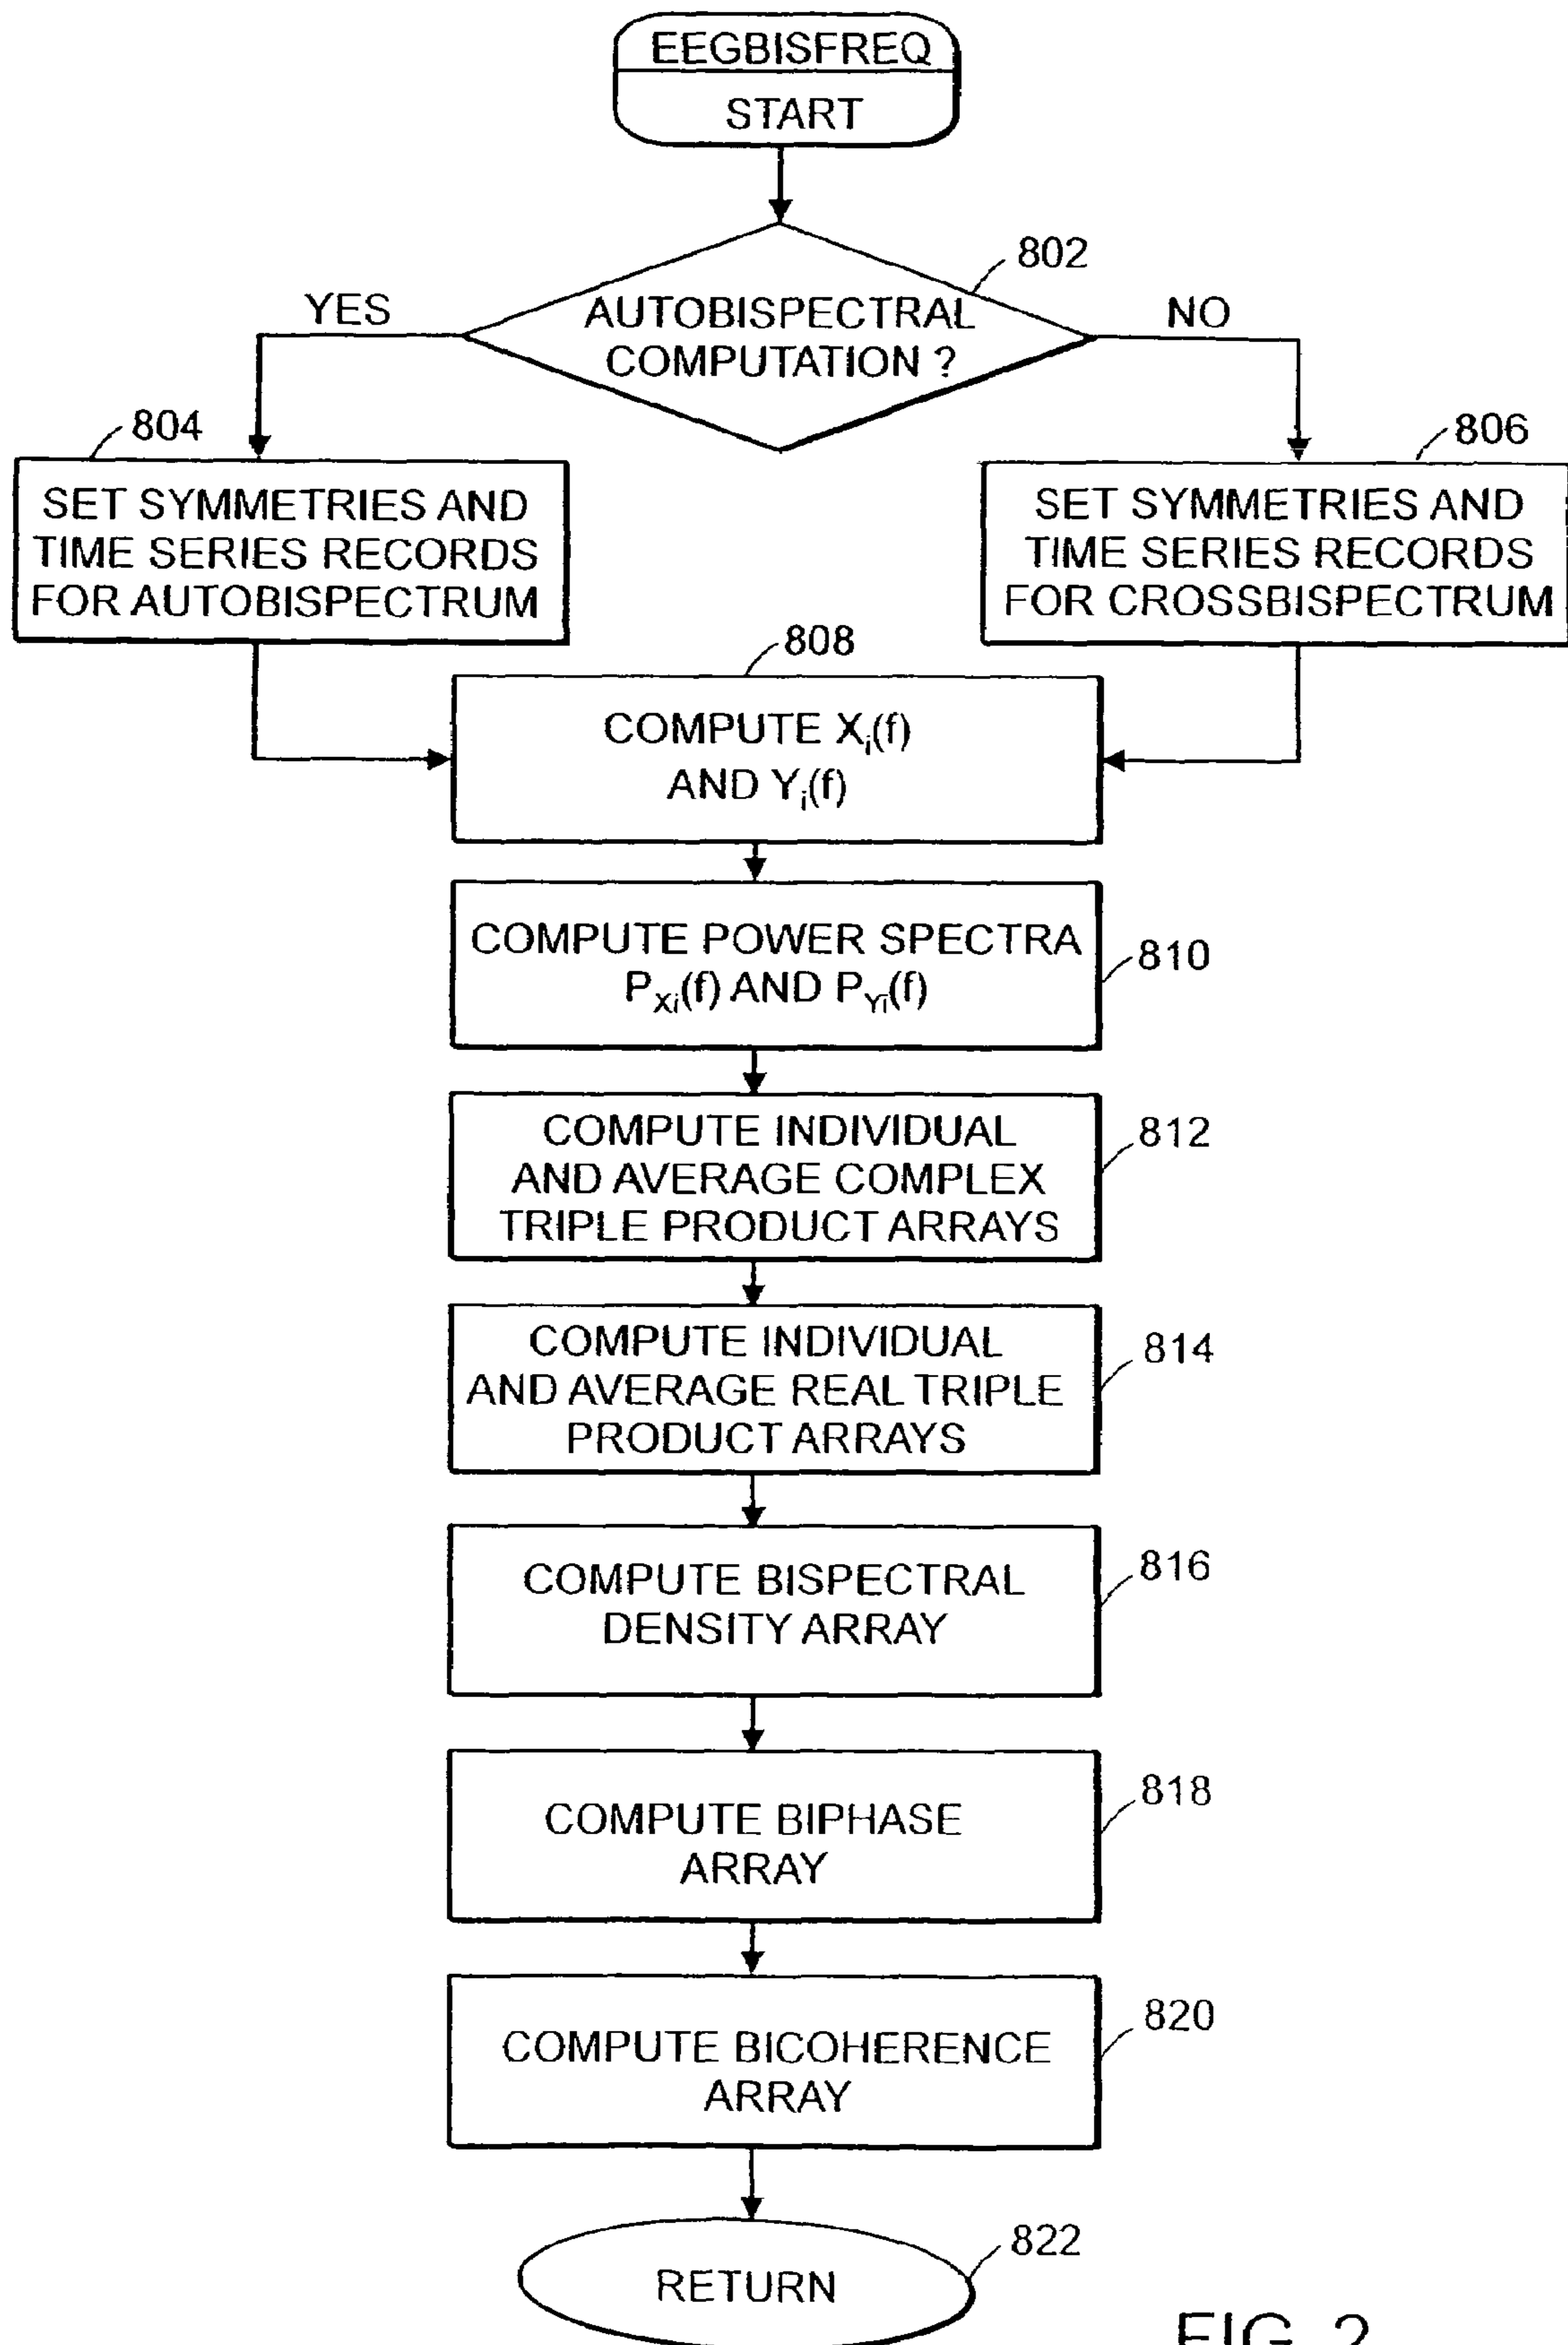 EEGBISFREQ
START
802
YES
AUTOBISPECTRAL
COMPUTATION ?
NO
804
SET SYMMETRIES AND
TIME SERIES RECORDS
FOR AUTOBISPECTRUM
806
SET SYMMETRIES AND
TIME SERIES RECORDS
FOR CROSSBISPECTRUM
808
COMPUTE Xi(f)
AND Yi(f)
COMPUTE POWER SPECTRA
PXi(f) AND PYi(f)
810
COMPUTE INDIVIDUAL
AND AVERAGE COMPLEX
TRIPLE PRODUCT ARRAYS
812
COMPUTE INDIVIDUAL
AND AVERAGE REAL TRIPLE
PRODUCT ARRAYS
814
COMPUTE BISPECTRAL
DENSITY ARRAY
816
COMPUTE BIPHASE
ARRAY
818
COMPUTE BICOHERENCE
ARRAY
820
RETURN
822
FIG. 2